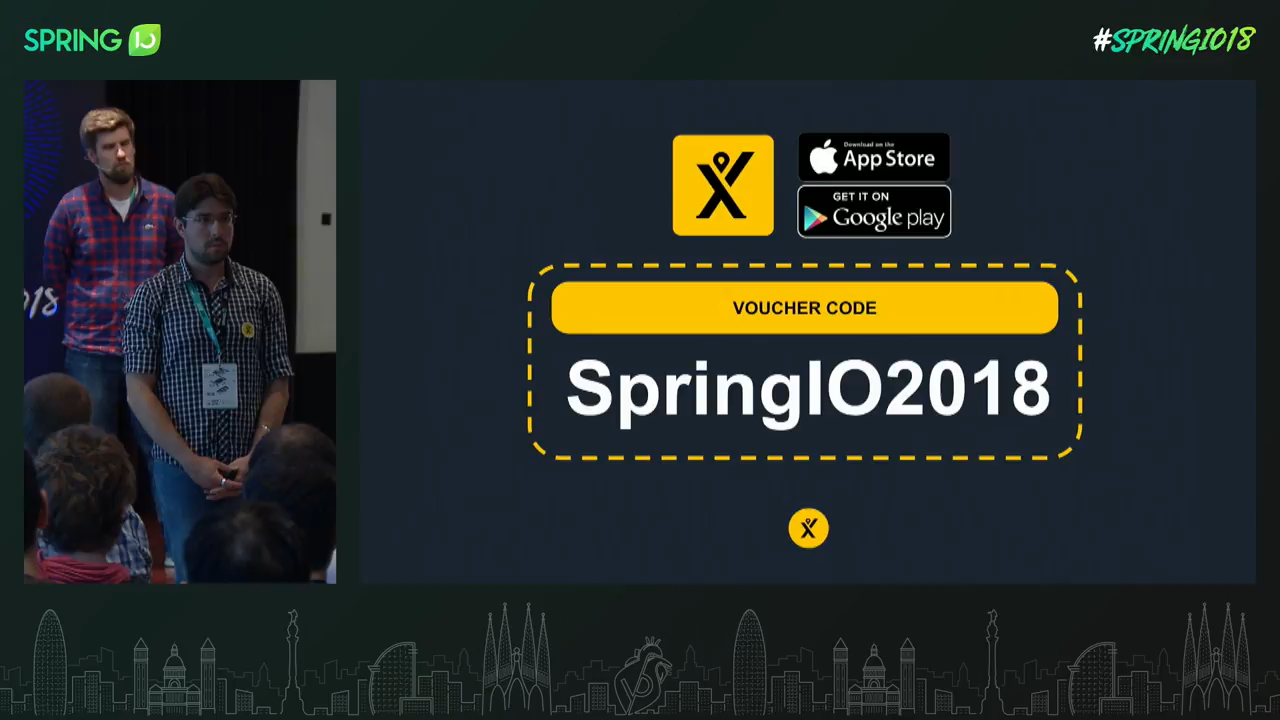 SPRING IO
#SPRINGIO18
Download on the
App Store
GET IT ON
Google play
VOUCHER CODE
SpringIO2018